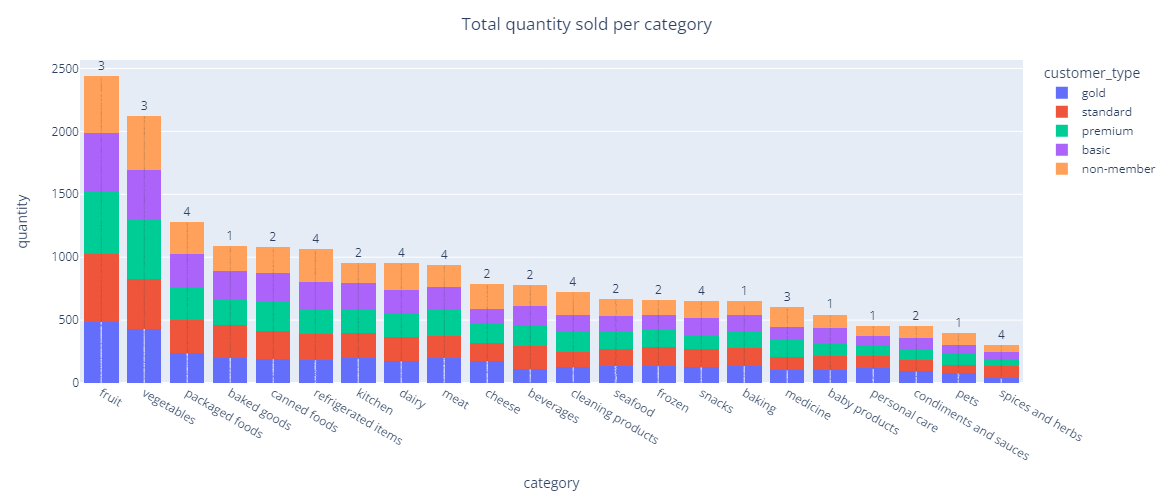 Total quantity sold per category
customer_type
gold
standard
premium
basic
non-member
quantity
2500
2000
1500
1000
500
0
3
3
4
1
2
4
2
4
4
2
2
4
2
2
4
1
3
1
1
2
1
4
fruit
vegetables
packaged foods
baked goods
canned foods
refrigerated items
kitchen
dairy
meat
cheese
beverages
cleaning products
seafood
frozen
snacks
baking
medicine
baby products
personal care
condiments and sauces
pets
spices and herbs
category